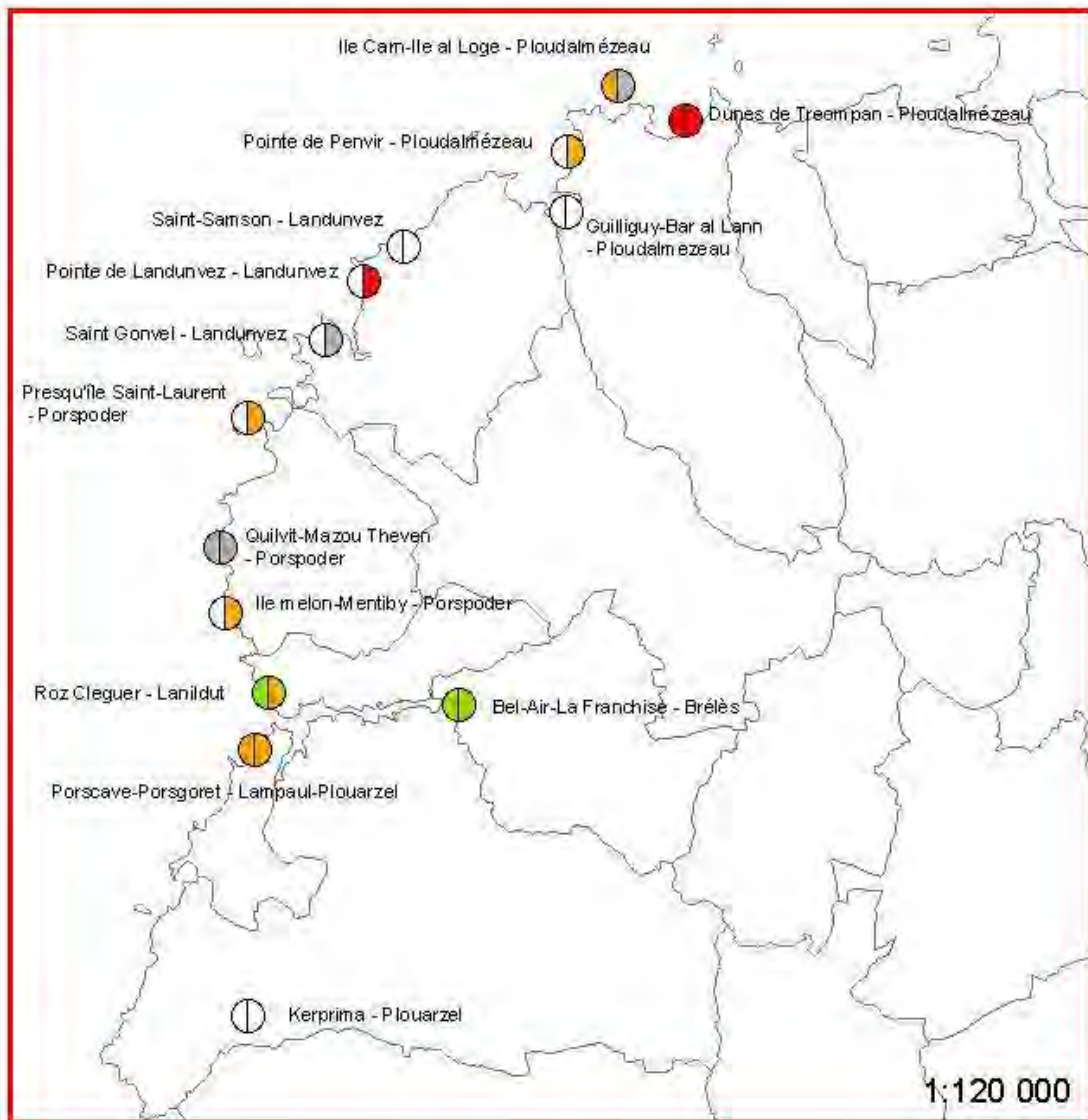 Ile Carn-Ile al Loge - Ploudalmézeau
Dunes de Treompan - Ploudalmézeau
Pointe de Penvir - Ploudalmézeau
Saint-Samson - Landunvez
Guilliguy-Bar al Lann
- Ploudalmezeau
Pointe de Landunvez - Landunvez
Saint Gonvel - Landunvez
Presqu'île Saint-Laurent
- Porspoder
Quilvit-Mazou Theven
- Porspoder
Ile melon-Mentiby - Porspoder
Roz Cleguer - Lanildut
Bel-Air-La Franchise - Brélès
Porscave-Porsgoret - Lampaul-Plouarzel
Kerprima - Plouarzel
1:120 000